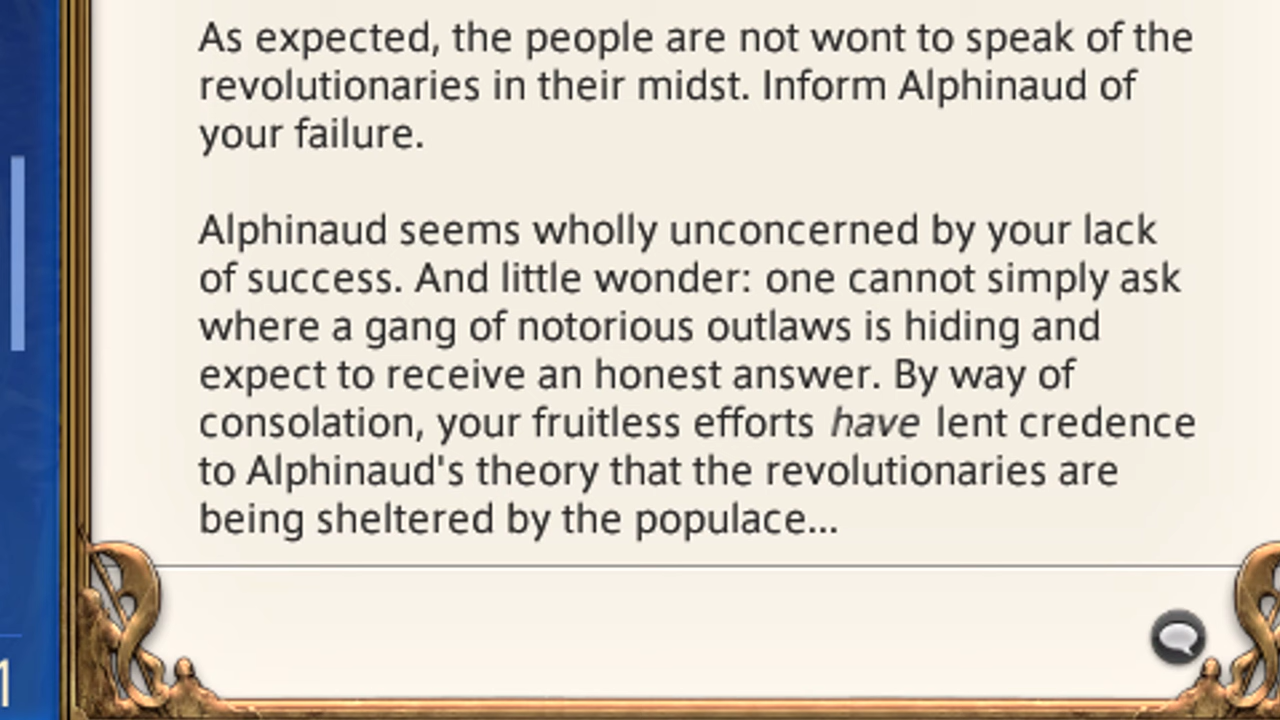 As expected, the people are not wont to speak of the
revolutionaries in their midst. Inform Alphinaud of
your failure.
Alphinaud seems wholly unconcerned by your lack
of success. And little wonder: one cannot simply ask
where a gang of notorious outlaws is hiding and
expect to receive an honest answer. By way of
consolation, your fruitless efforts have lent credence
to Alphinaud's theory that the revolutionaries are
being sheltered by the populace...
1